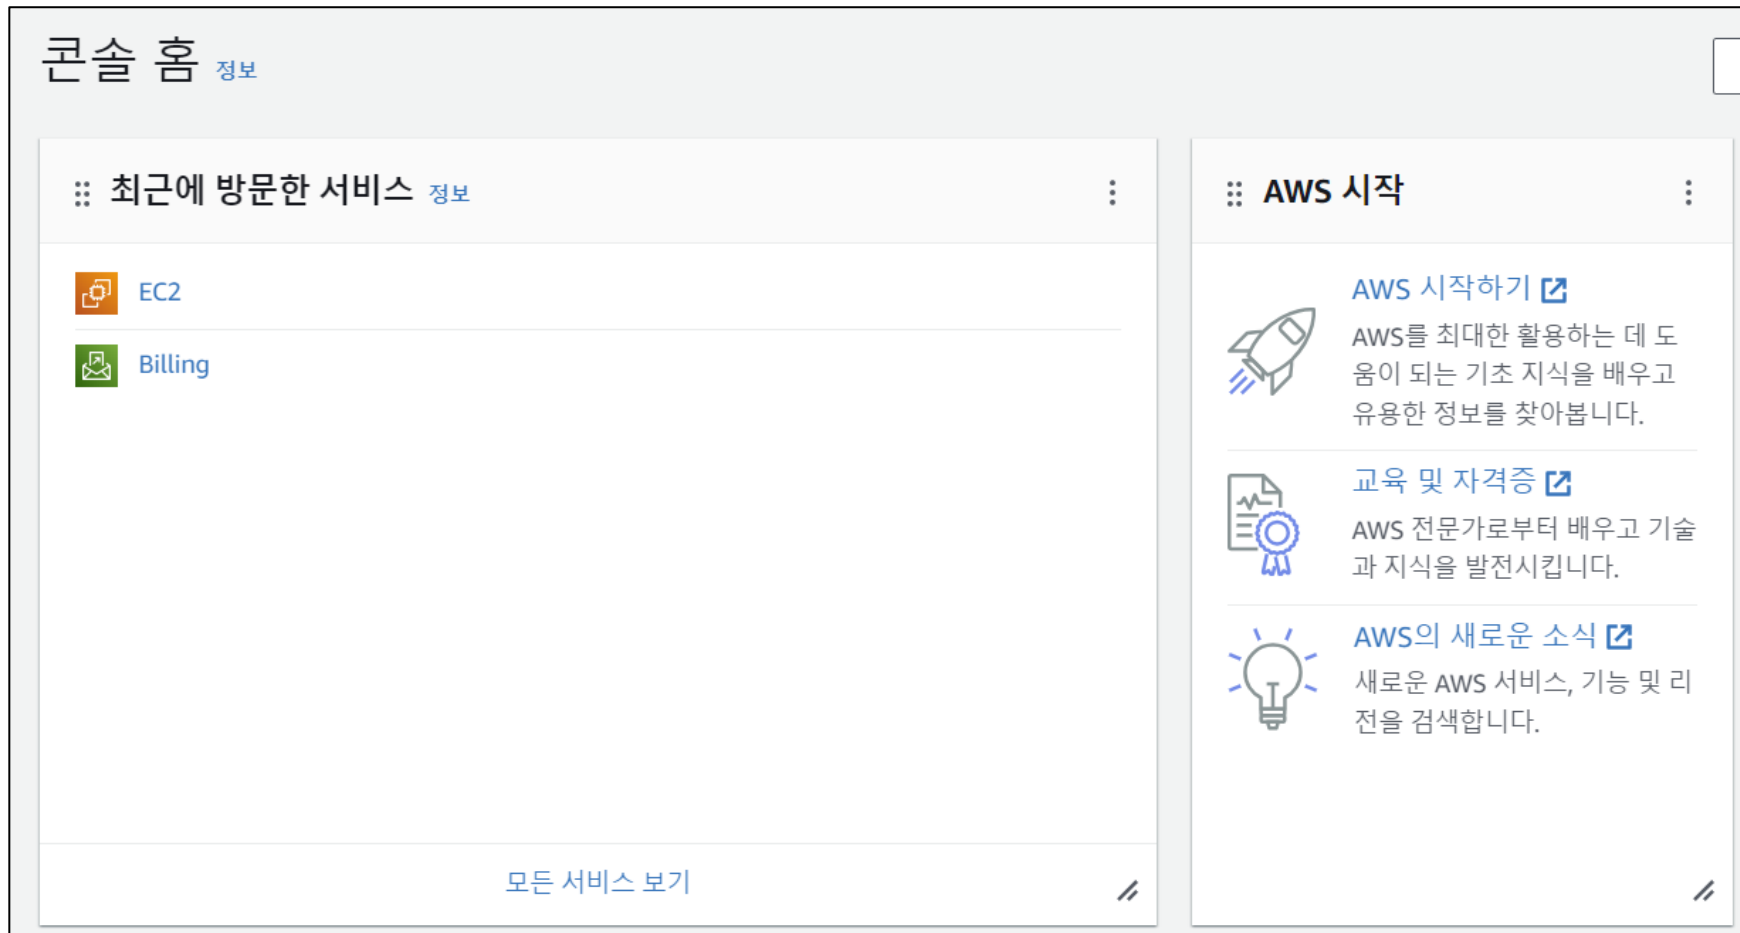 콘솔 홈 정보
최근에 방문한 서비스 정보
EC2
Billing
모든 서비스 보기
AWS 시작
AWS 시작하기
AWS를 최대한 활용하는 데 도
움이 되는 기초 지식을 배우고
유용한 정보를 찾아봅니다.
교육 및 자격증
AWS 전문가로부터 배우고 기술
과 지식을 발전시킵니다.
AWS의 새로운 소식
새로운 AWS 서비스, 기능 및 리
전을 검색합니다.